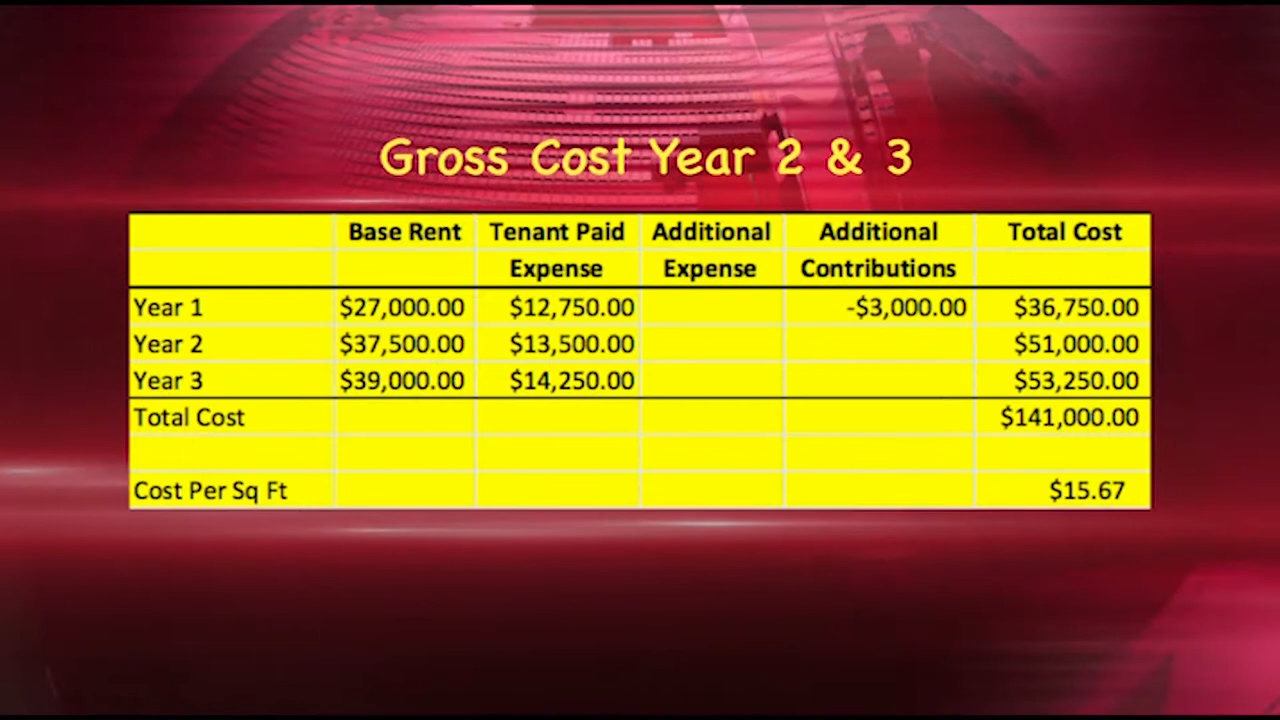 Gross Cost Year 2 & 3
Base Rent Tenant Paid Additional Additional Total Cost
Expense Expense Contributions
Year 1 $27,000.00 $12,750.00 -$3,000.00 $36,750.00
Year 2 $37,500.00 $13,500.00 $51,000.00
Year 3 $39,000.00 $14,250.00 $53,250.00
Total Cost $141,000.00
Cost Per Sq Ft $15.67